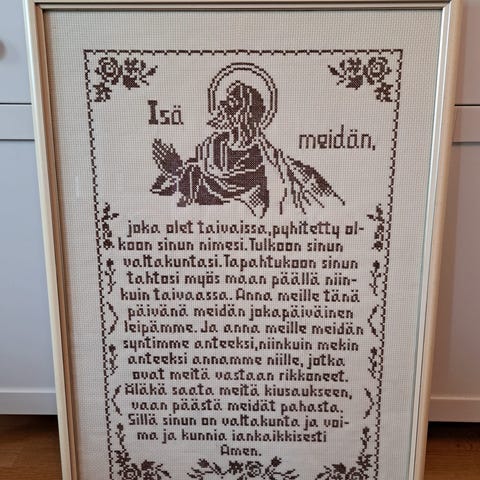 Isä
meidän,
joka olet taivaissa, pyhitetty ol-
koon sinun nimesi. Tulkoon sinun
valtakuntasi. Tapahtukoon sinun
tahtosi myös maan päällä niin-
kuin taivaassa. Anna meille tänä
päivänä meidän jokapäiväinen
leipämme. Ja anna meille meidän
syntimme anteeksi, niinkuin mekin
anteeksi annamme niille, jotka
ovat meitä vastaan rikkoneet.
Äläkä saata meitä kiusaukseen,
vaan päästä meidät pahasta.
Sillä sinun on valtakunta ja voi-
ma ja kunnia iankaikkisesti
Amen.